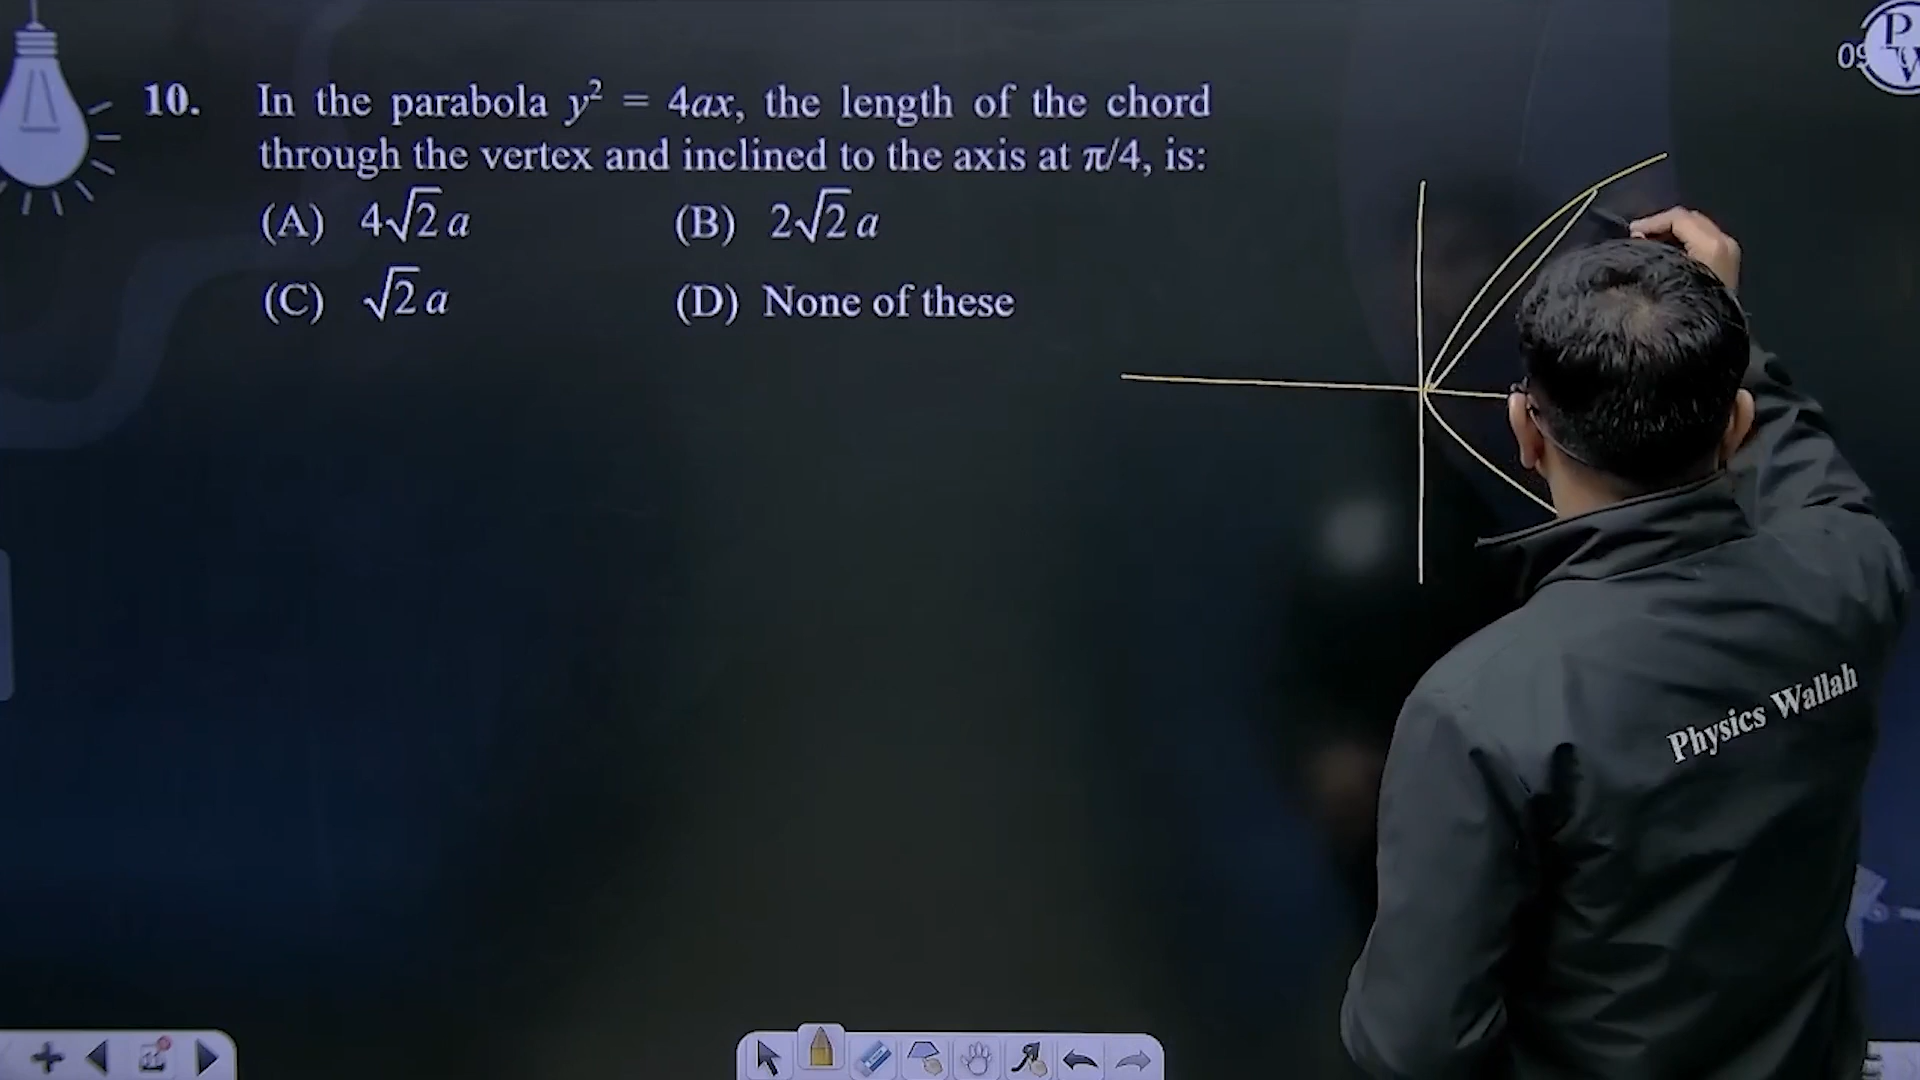 10. In the parabola y² = 4ax, the length of the chord
through the vertex and inclined to the axis at π/4, is:
(A) 4√2 a (B) 2√2 a
(C) √2 a (D) None of these
P
W
Physics Wallah